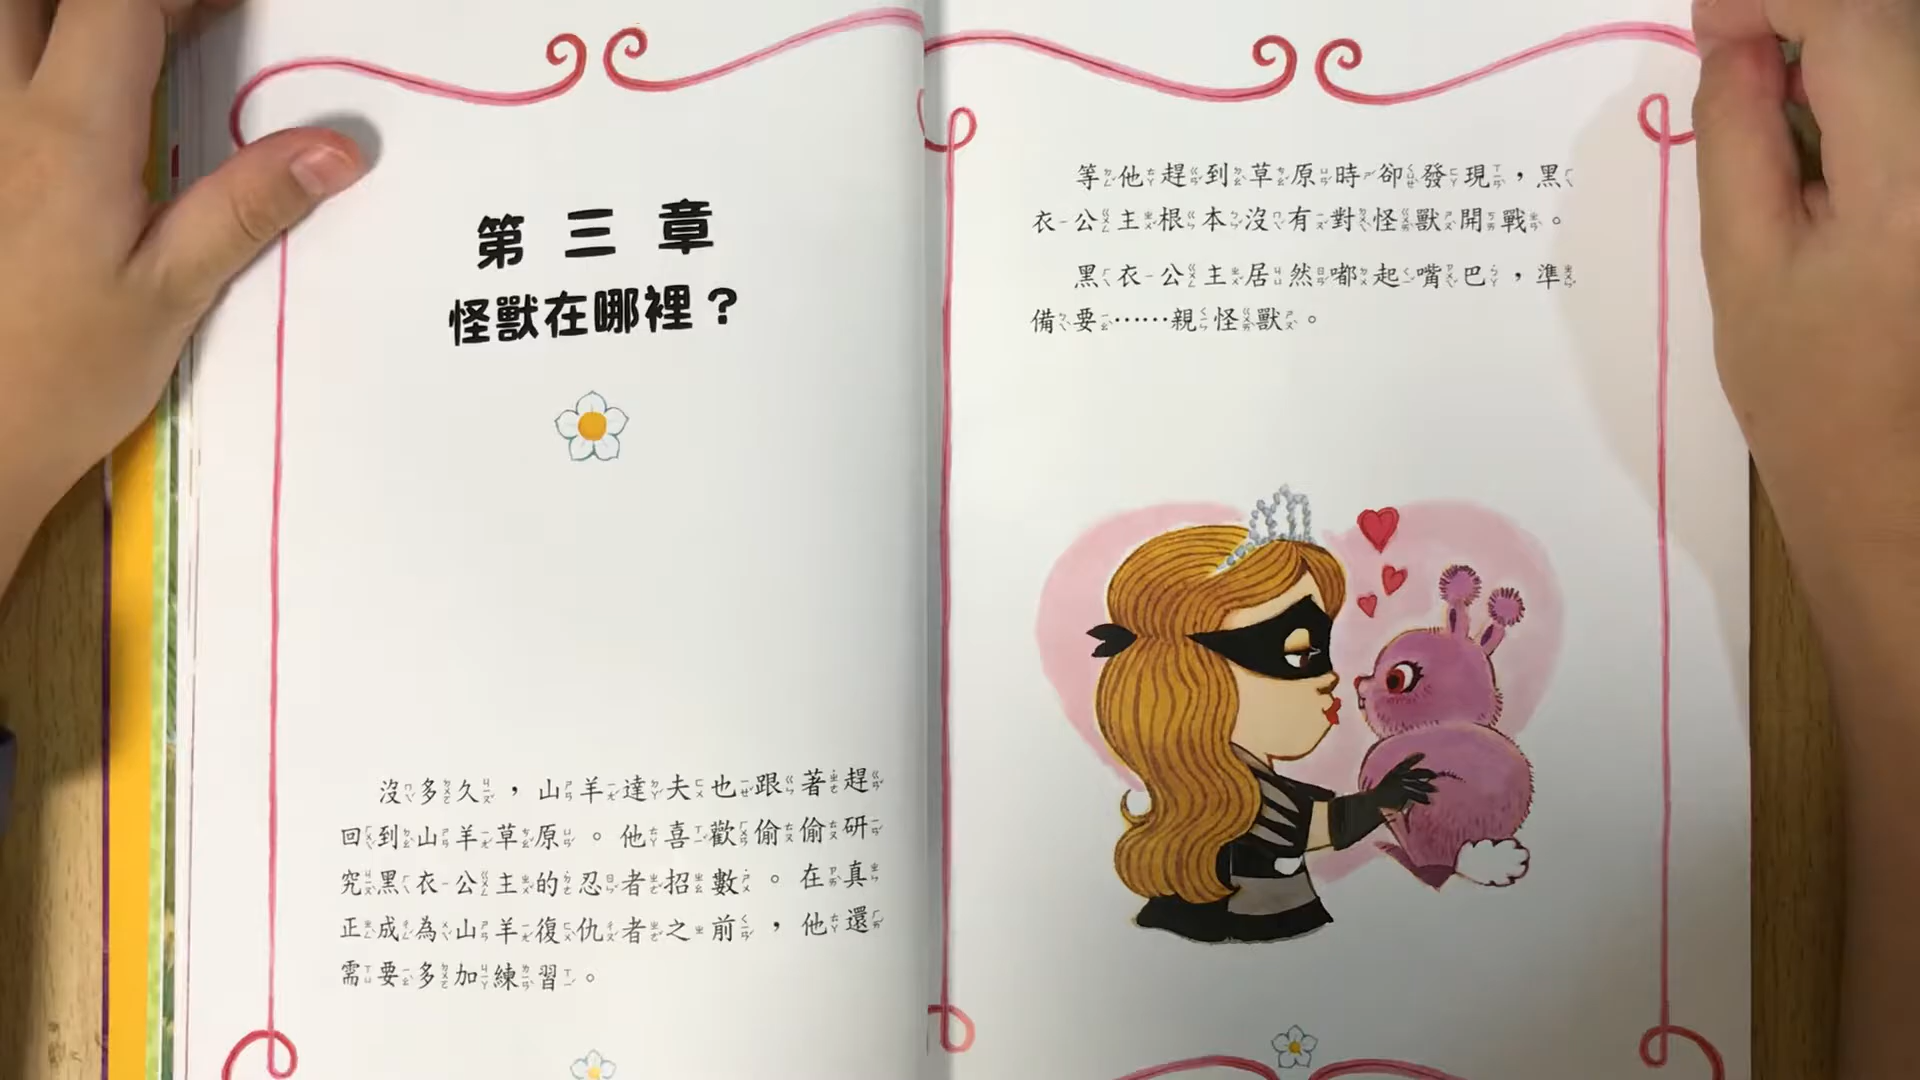 第三章
怪獸在哪裡？
沒多久，山羊達夫也跟著趕
回到山羊草原。他喜歡偷偷研
究黑衣公主的忍者招數。在真
正成為山羊復仇者之前，他還
需要多加練習。
等他趕到草原時卻發現，黑
衣公主根本沒有對怪獸開戰。
黑衣公主居然嘟起嘴巴，準
備要……親怪獸。